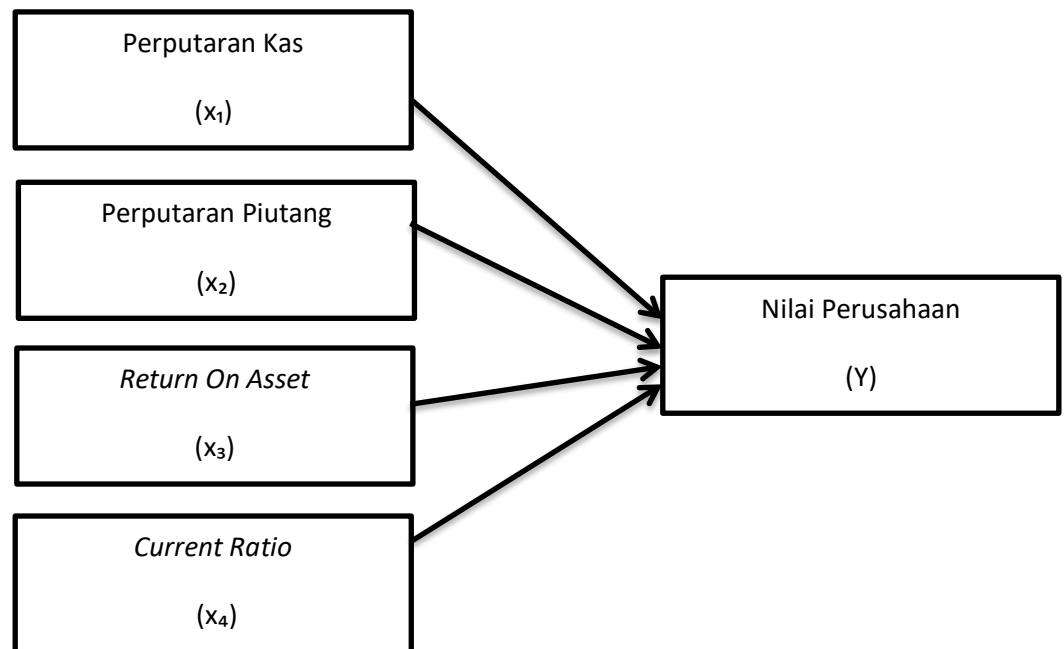 Perputaran Kas
(x₁)
Perputaran Piutang
(x₂)
Return On Asset
(x₃)
Current Ratio
(x₄)
Nilai Perusahaan
(Y)